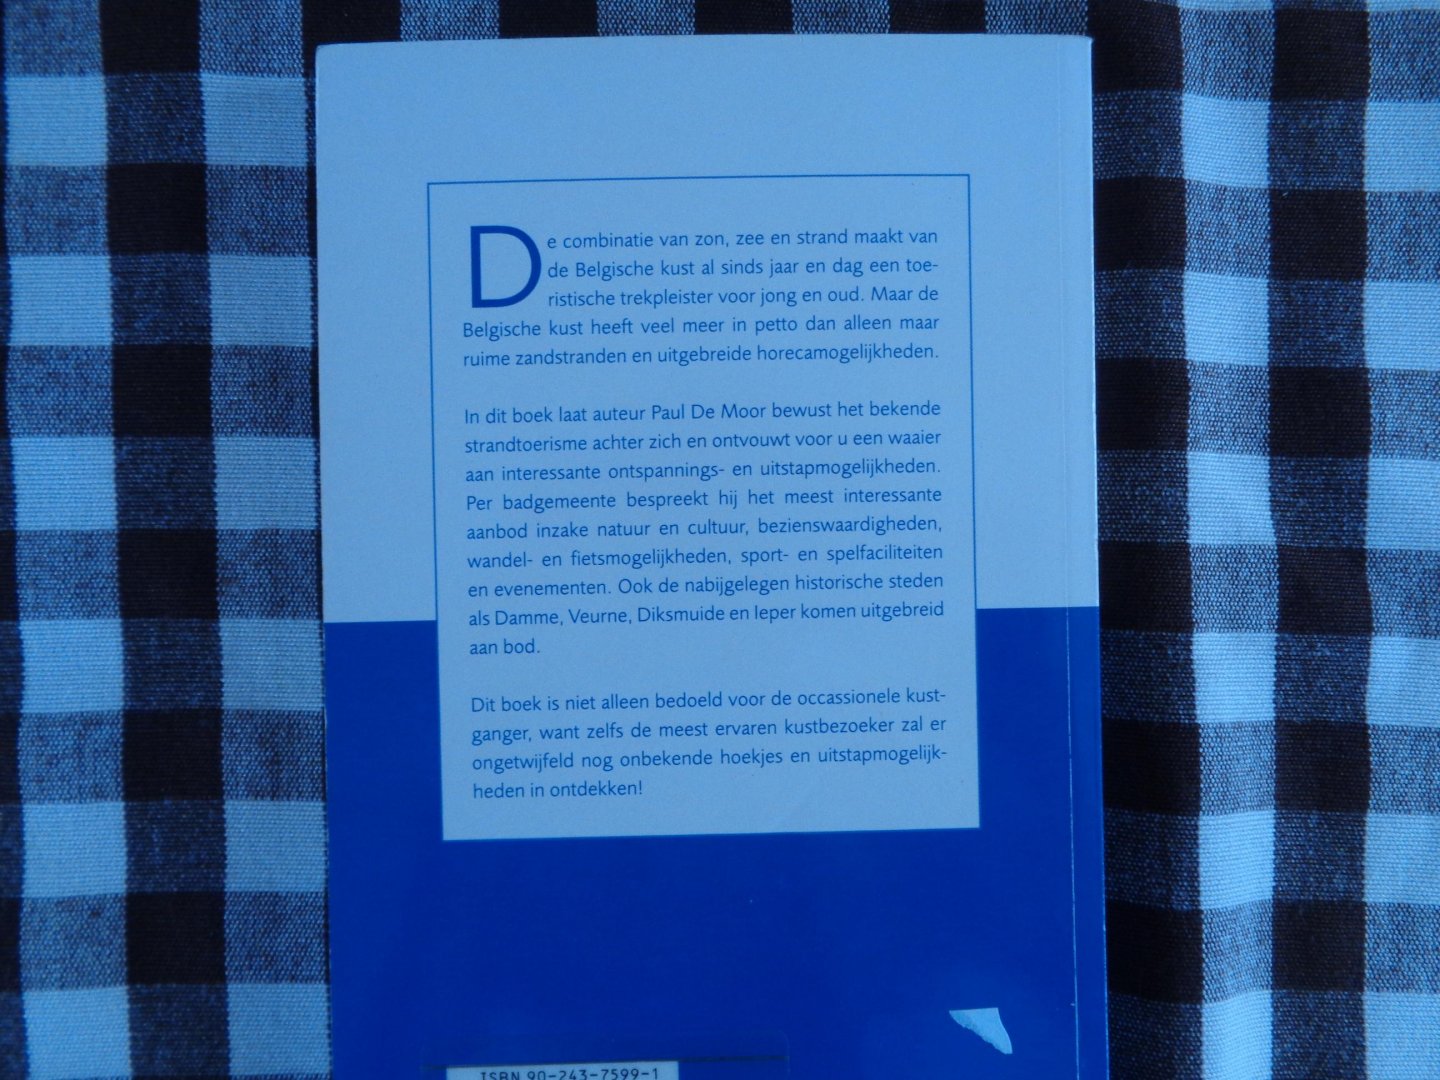 De combinatie van zon, zee en strand maakt van
de Belgische kust al sinds jaar en dag een toe-
ristische trekpleister voor jong en oud. Maar de
Belgische kust heeft veel meer in petto dan alleen maar
ruime zandstranden en uitgebreide horecamogelijkheden.
In dit boek laat auteur Paul De Moor bewust het bekende
strandtoerisme achter zich en ontvouwt voor u een waaier
aan interessante ontspannings- en uitstapmogelijkheden.
Per badgemeente bespreekt hij het meest interessante
aanbod inzake natuur en cultuur, bezienswaardigheden,
wandel- en fietsmogelijkheden, sport- en spelfaciliteiten
en evenementen. Ook de nabijgelegen historische steden
als Damme, Veurne, Diksmuide en Ieper komen uitgebreid
aan bod.
Dit boek is niet alleen bedoeld voor de occassionele kust-
ganger, want zelfs de meest ervaren kustbezoeker zal er
ongetwijfeld nog onbekende hoekjes en uitstapmogelijk-
heden in ontdekken!
ISBN 90-243-7599-1